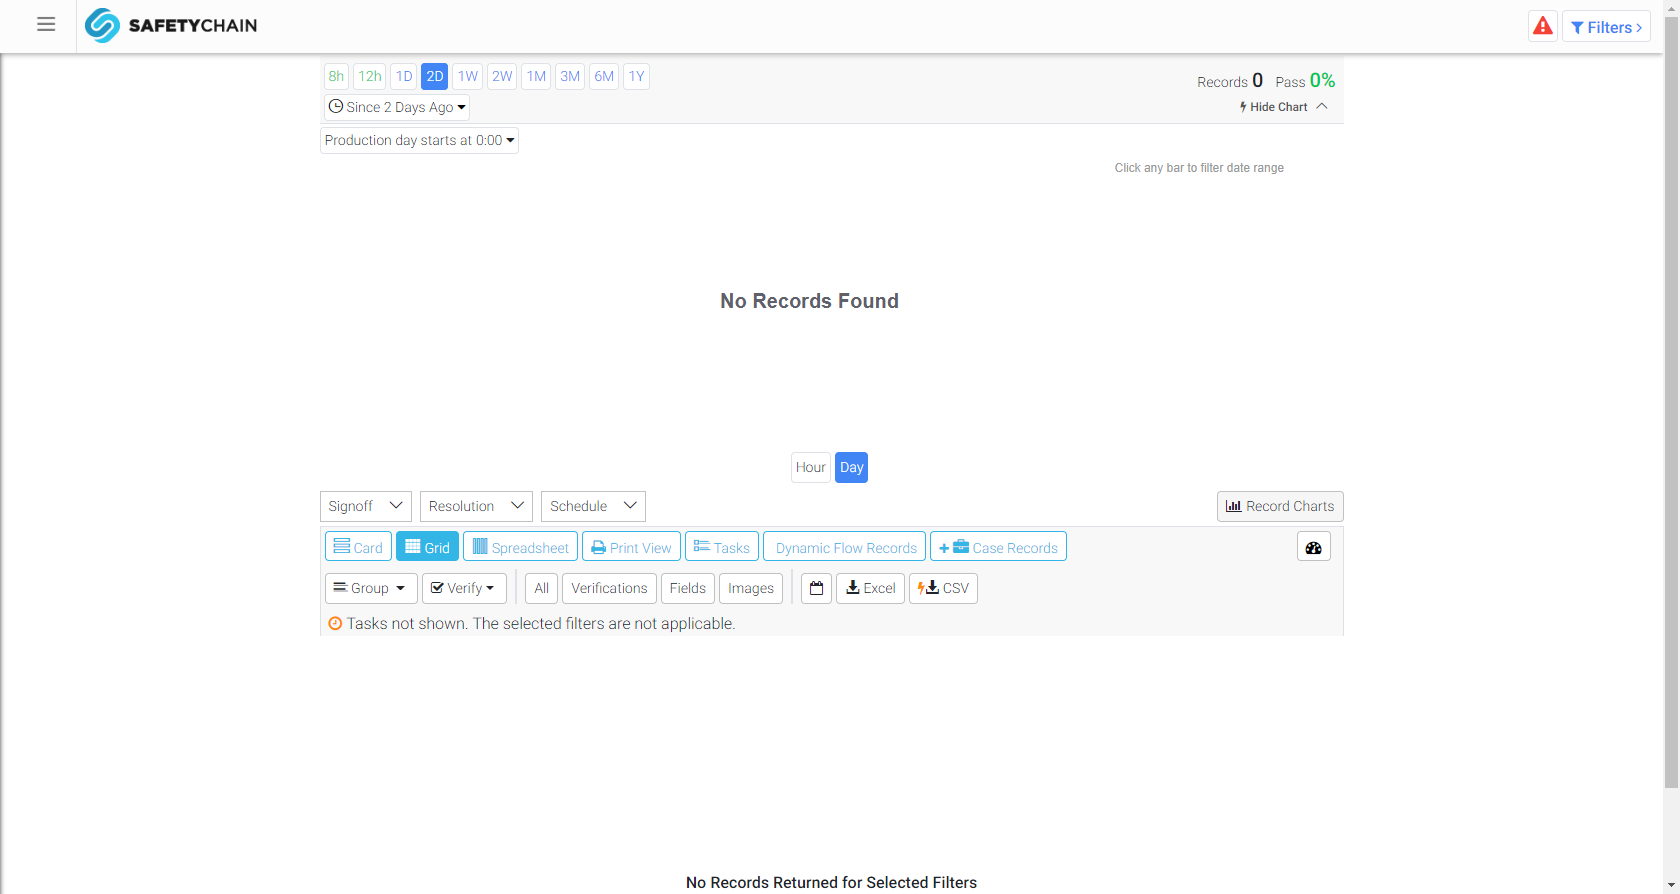 SAFETYCHAIN
Filters
8h 12h 1D 2D 1W 2W 1M 3M 6M 1Y
Records 0 Pass 0%
Since 2 Days Ago
Hide Chart
Production day starts at 0:00
Click any bar to filter date range
No Records Found
Hour Day
Signoff Resolution Schedule Record Charts
Card Grid Spreadsheet Print View Tasks Dynamic Flow Records Case Records
Group Verify All Verifications Fields Images Excel CSV
Tasks not shown. The selected filters are not applicable.
No Records Returned for Selected Filters